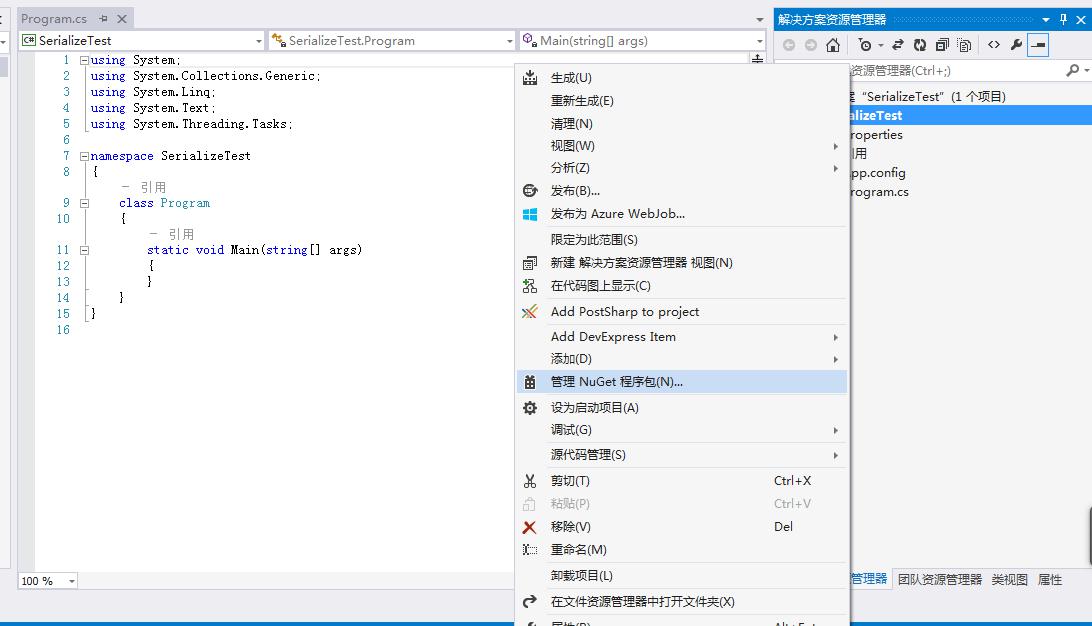 Program.cs
SerializeTest
SerializeTest.Program
Main(string[] args)
1 using System;
2 using System.Collections.Generic;
3 using System.Linq;
4 using System.Text;
5 using System.Threading.Tasks;
6
7 namespace SerializeTest
8 {
一 引用
9 class Program
10 {
一 引用
11 static void Main(string[] args)
12 {
13 }
14 }
15 }
16
100 %
生成(U)
重新生成(E)
清理(N)
视图(W)
分析(Z)
发布(B)...
发布为 Azure WebJob...
限定为此范围(S)
新建 解决方案资源管理器 视图(N)
在代码图上显示(C)
Add PostSharp to project
Add DevExpress Item
添加(D)
管理 NuGet 程序包(N)...
设为启动项目(A)
调试(G)
源代码管理(S)
剪切(T) Ctrl+X
粘贴(P) Ctrl+V
移除(V) Del
重命名(M)
卸载项目(L)
在文件资源管理器中打开文件夹(X)
属性(R) Alt+Ent
解决方案资源管理器
资源管理器(Ctrl+;)
案 "SerializeTest" (1 个项目)
alizeTest
roperties
用
pp.config
rogram.cs
管理器 团队资源管理器 类视图 属性